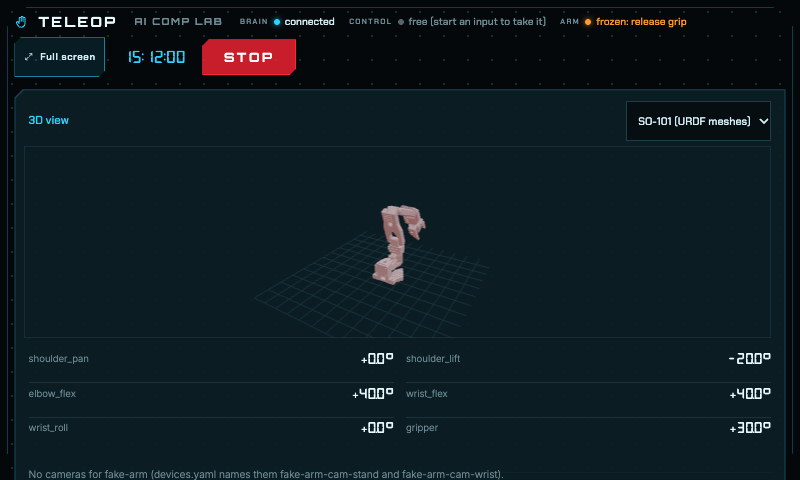 TELEOP AI COMP LAB BRAIN connected CONTROL free (start an input to take it) ARM frozen: release grip
Full screen 15:12:00 STOP
3D view SO-101 (URDF meshes)
shoulder_pan +0.0° shoulder_lift -20.0°
elbow_flex +40.0° wrist_flex +40.0°
wrist_roll +0.0° gripper +30.0°
No cameras for fake-arm (devices.yaml names them fake-arm-cam-stand and fake-arm-cam-wrist).